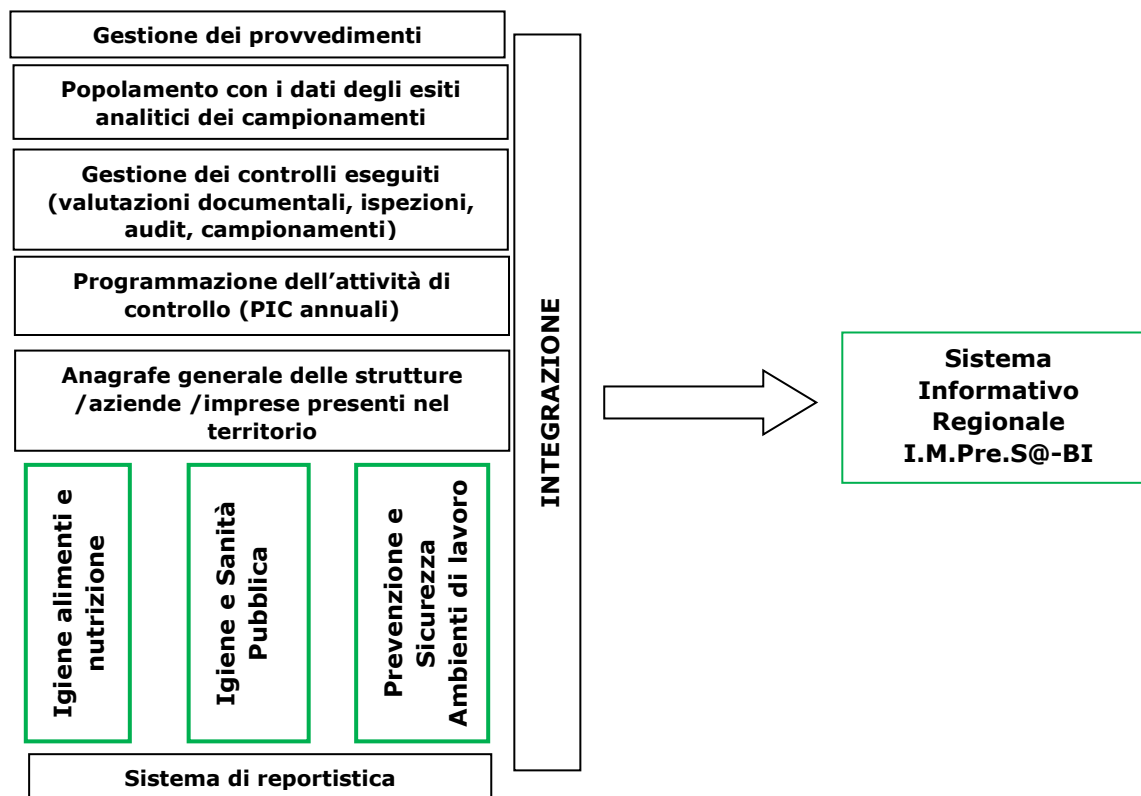 Gestione dei provvedimenti
Popolamento con i dati degli esiti
analitici dei campionamenti
Gestione dei controlli eseguiti
(valutazioni documentali, ispezioni,
audit, campionamenti)
Programmazione dell’attività di
controllo (PIC annuali)
Anagrafe generale delle strutture
/aziende /imprese presenti nel
territorio
Igiene alimenti e
nutrizione
Igiene e Sanità
Pubblica
Prevenzione e
Sicurezza
Ambienti di lavoro
Sistema di reportistica
INTEGRAZIONE
Sistema
Informativo
Regionale
I.M.Pre.S@-BI